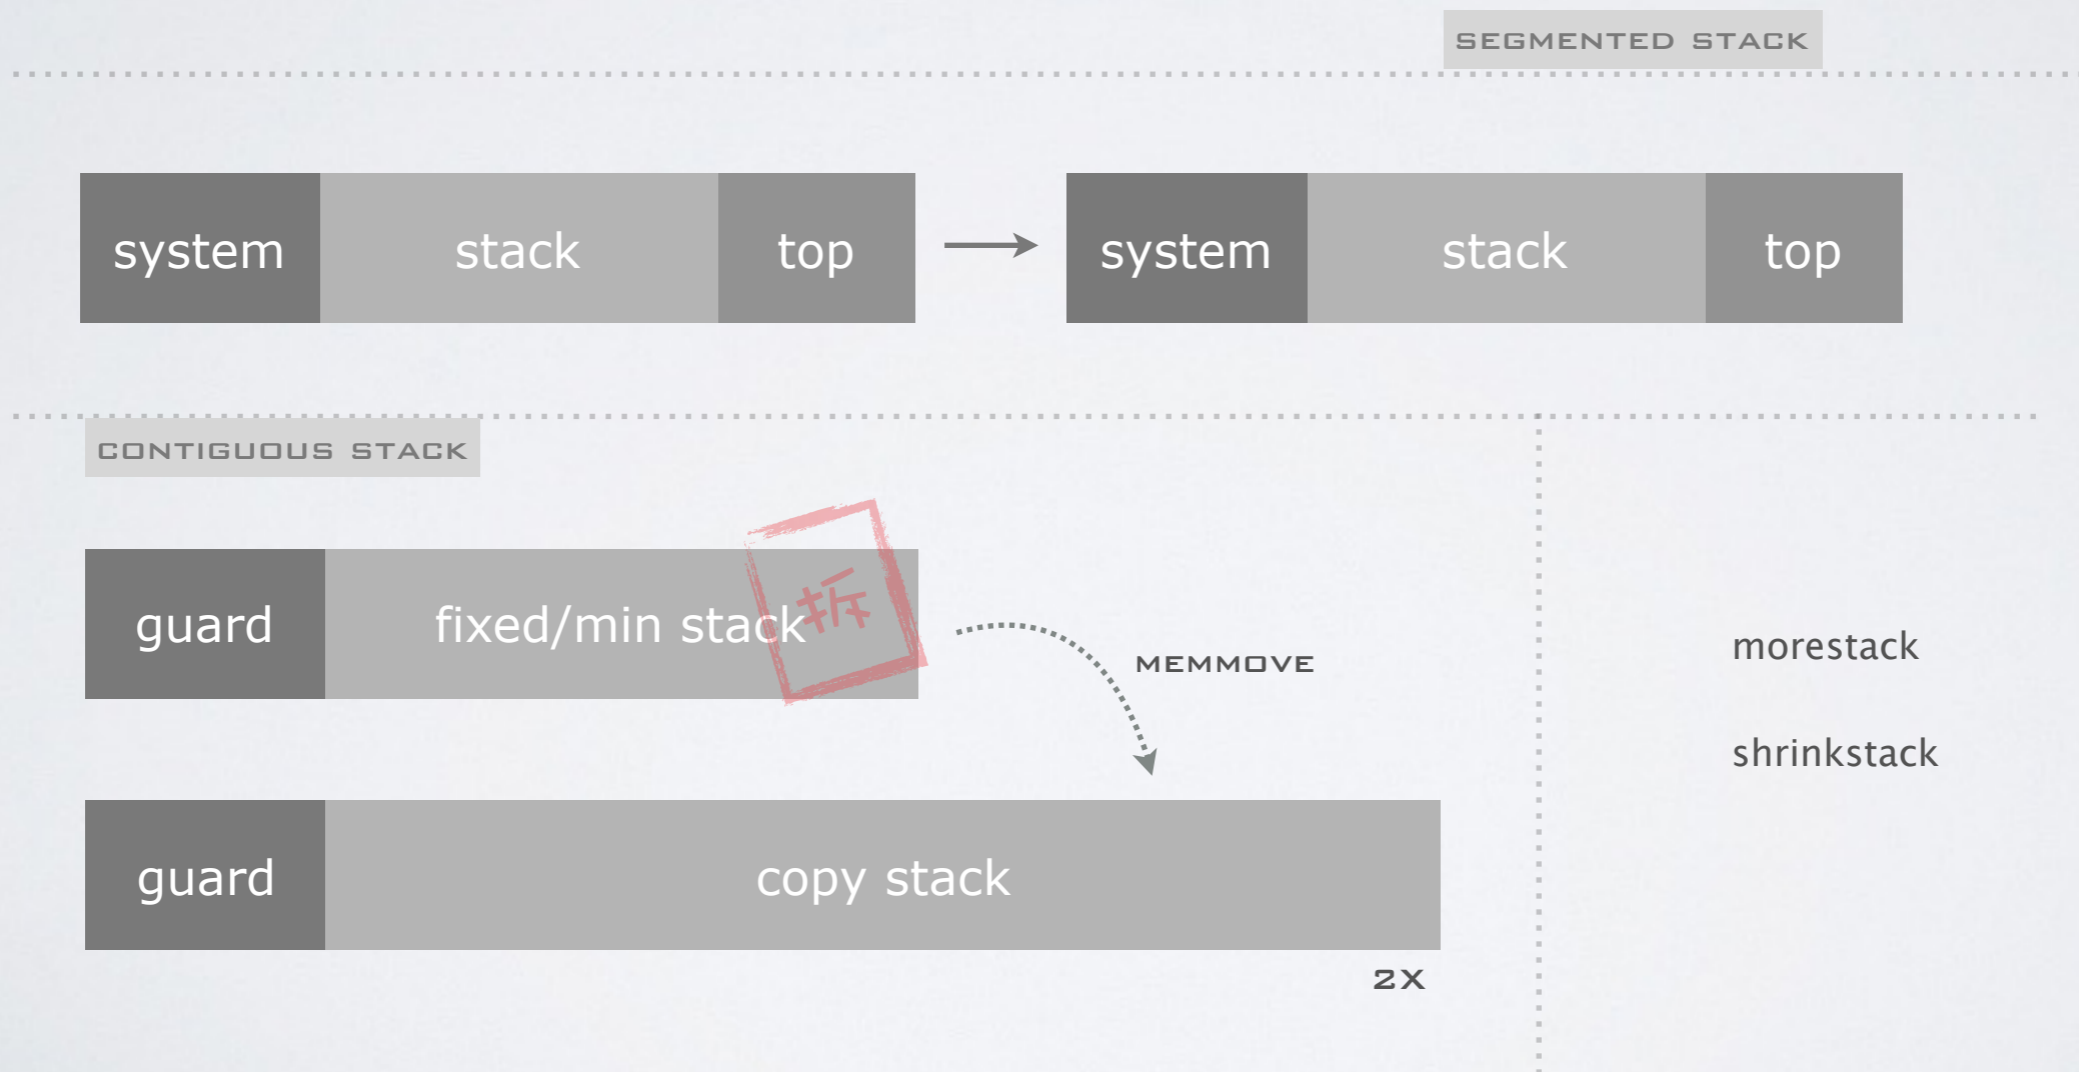 SEGMENTED STACK
system stack top system stack top
CONTIGUOUS STACK
guard fixed/min stack
拆
MEMMOVE
guard copy stack
2X
morestack
shrinkstack